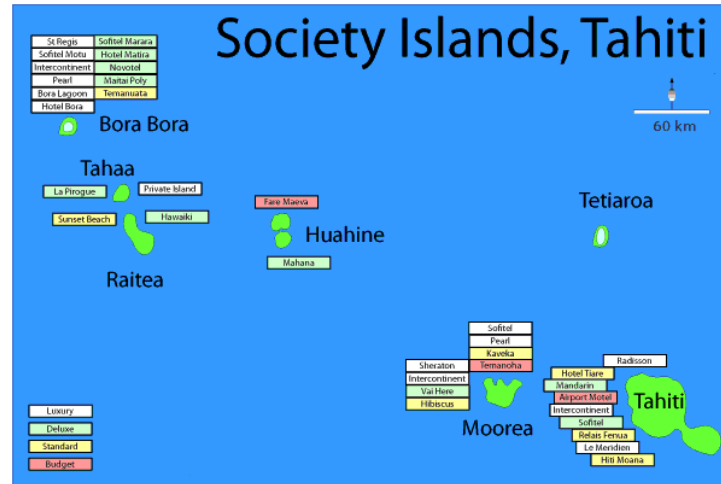 Society Islands, Tahiti
St Regis
Sofitel Marara
Sofitel Motu
Hotel Matira
Intercontinent
Novotel
Pearl
Maitai Poly
Bora Lagoon
Temanuata
Hotel Bora
60 km
Bora Bora
Tahaa
La Pirogue
Private Island
Sunset Beach
Hawaiki
Raitea
Fare Maeva
Huahine
Mahana
Tetiaroa
Sofitel
Pearl
Kaveka
Sheraton
Temanoha
Intercontinent
Vai Here
Hibiscus
Moorea
Radisson
Hotel Tiare
Mandarin
Airport Motel
Intercontinent
Sofitel
Relais Fenua
Le Meridien
Hiti Moana
Tahiti
Luxury
Deluxe
Standard
Budget